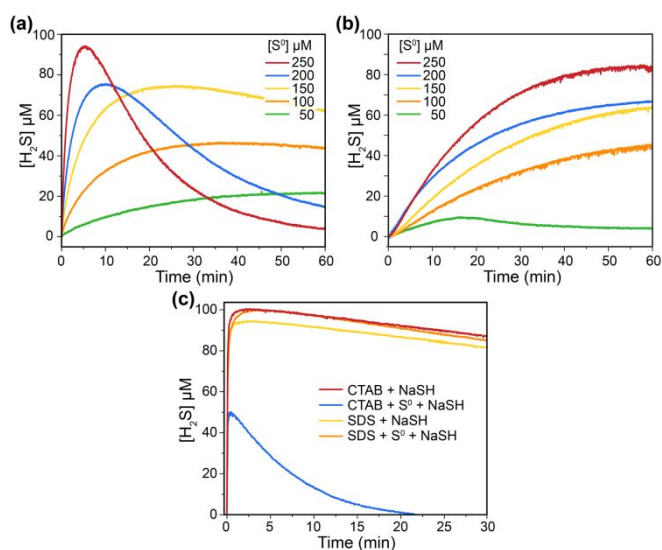 (a)
[S⁰] µM
250
200
150
100
50
[H₂S] µM
100
80
60
40
20
0
0 10 20 30 40 50 60
Time (min)
(b)
[S⁰] µM
250
200
150
100
50
[H₂S] µM
100
80
60
40
20
0
0 10 20 30 40 50 60
Time (min)
(c)
[H₂S] µM
100
80
60
40
20
0
CTAB + NaSH
CTAB + S⁰ + NaSH
SDS + NaSH
SDS + S⁰ + NaSH
0 5 10 15 20 25 30
Time (min)